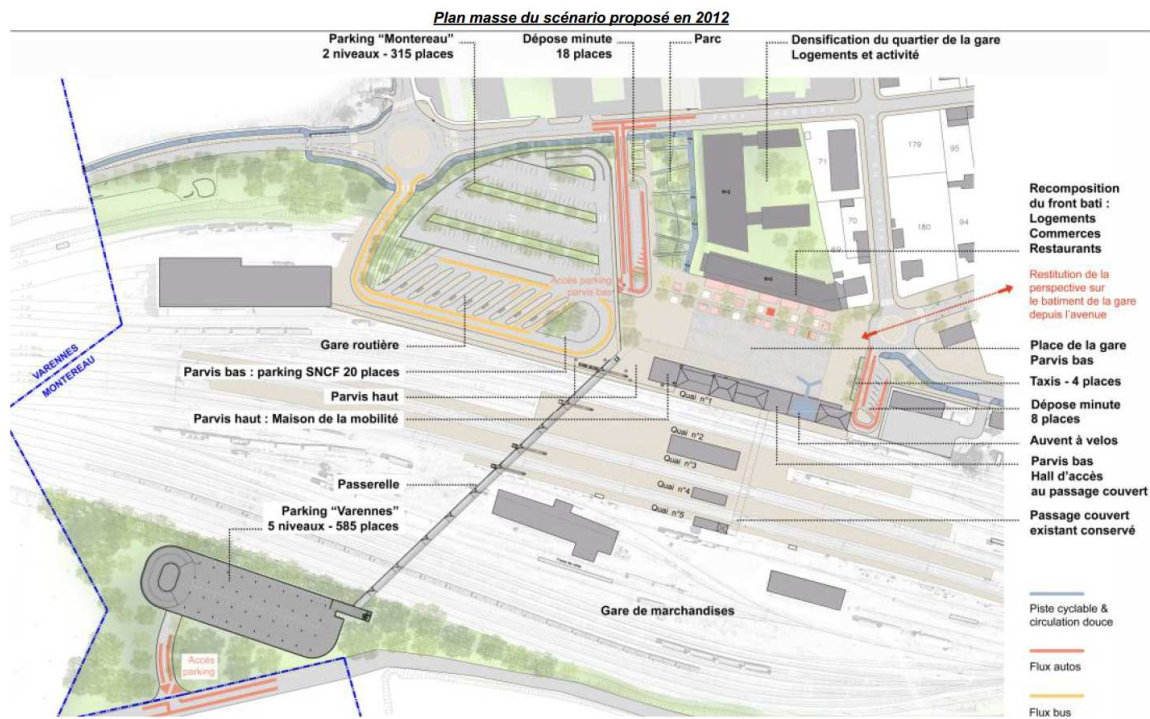 Plan masse du scénario proposé en 2012
Parking “Montereau”
2 niveaux - 315 places
Dépose minute
18 places
Parc
Densification du quartier de la gare
Logements et activité
179
95
71
70
180
94
69
Recomposition
du front bati :
Logements
Commerces
Restaurants
Restitution de la
perspective sur
le batiment de la gare
depuis l’avenue
Accès parking
parvis bas
VARENNES
MONTEREAU
Gare routière
Parvis bas : parking SNCF 20 places
Parvis haut
Parvis haut : Maison de la mobilité
Place de la gare
Parvis bas
Taxis - 4 places
Dépose minute
8 places
Auvent à velos
Parvis bas
Hall d’accès
au passage couvert
Passage couvert
existant conservé
Quai n°1
Quai n°2
Quai n°3
Quai n°4
Quai n°5
Passerelle
Parking “Varennes”
5 niveaux - 585 places
Gare de marchandises
Accès
parking
Piste cyclable &
circulation douce
Flux autos
Flux bus